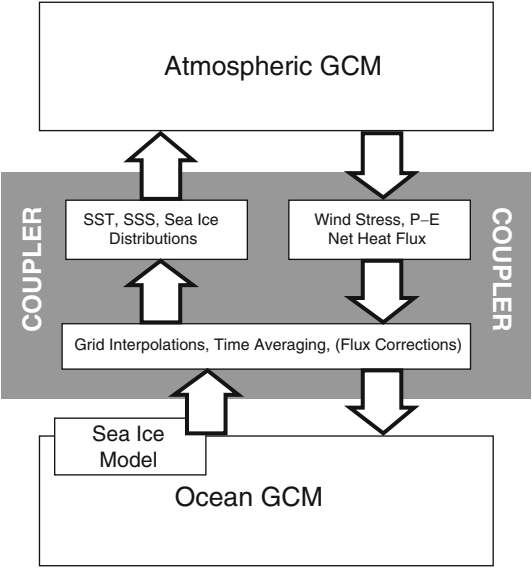 Atmospheric GCM
COUPLER
SST, SSS, Sea Ice
Distributions
Wind Stress, P–E
Net Heat Flux
COUPLER
Grid Interpolations, Time Averaging, (Flux Corrections)
Sea Ice
Model
Ocean GCM